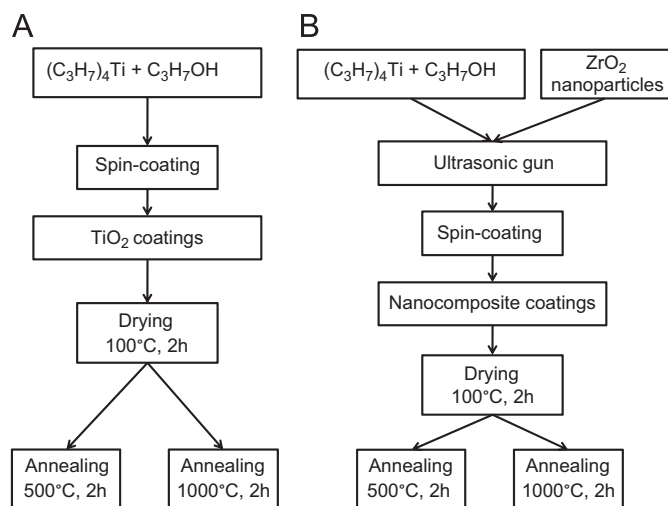 A
(C₃H₇)₄Ti + C₃H₇OH
Spin-coating
TiO₂ coatings
Drying
100°C, 2h
Annealing
500°C, 2h
Annealing
1000°C, 2h
B
(C₃H₇)₄Ti + C₃H₇OH
ZrO₂
nanoparticles
Ultrasonic gun
Spin-coating
Nanocomposite coatings
Drying
100°C, 2h
Annealing
500°C, 2h
Annealing
1000°C, 2h